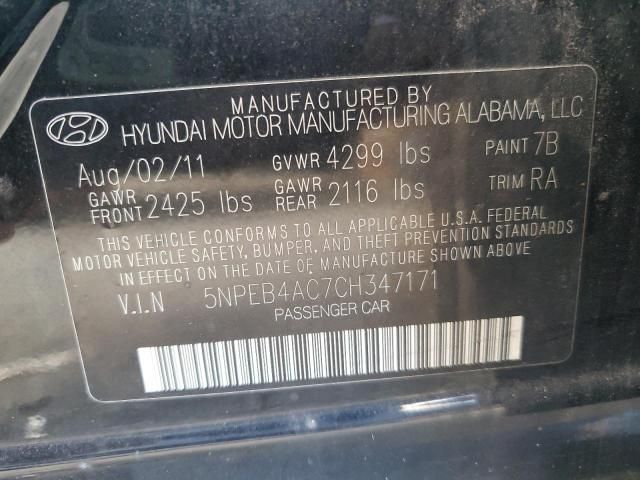 MANUFACTURED BY
HYUNDAI MOTOR MANUFACTURING ALABAMA, LLC
Aug/02/11 GVWR 4299 lbs PAINT 7B
GAWR FRONT 2425 lbs GAWR REAR 2116 lbs TRIM RA
THIS VEHICLE CONFORMS TO ALL APPLICABLE U.S.A. FEDERAL
MOTOR VEHICLE SAFETY, BUMPER, AND THEFT PREVENTION STANDARDS
IN EFFECT ON THE DATE OF MANUFACTURE SHOWN ABOVE
V.I.N 5NPEB4AC7CH347171
PASSENGER CAR